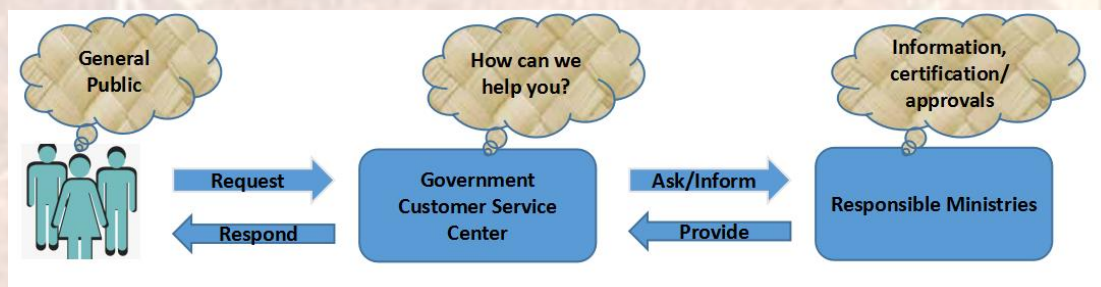 General
Public
How can we
help you?
Information,
certification/
approvals
Request
Respond
Government
Customer Service
Center
Ask/Inform
Provide
Responsible Ministries